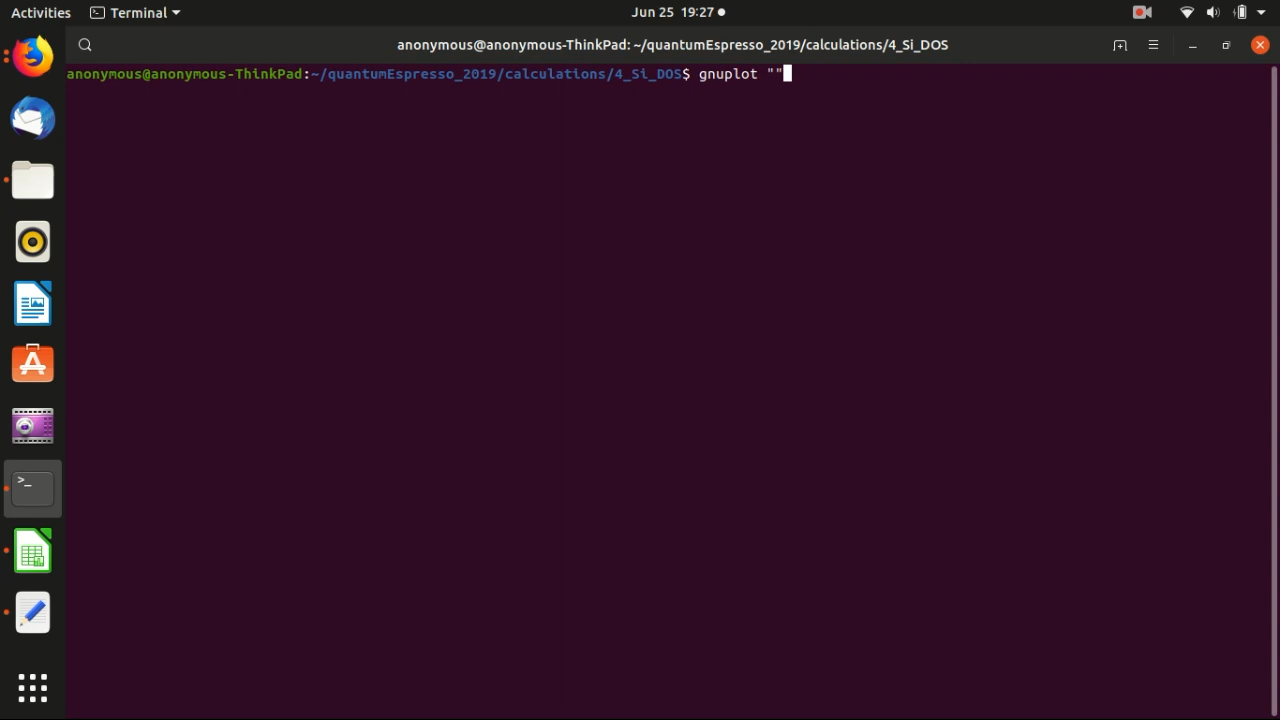 Activities Terminal Jun 25 19:27
anonymous@anonymous-ThinkPad: ~/quantumEspresso_2019/calculations/4_Si_DOS
anonymous@anonymous-ThinkPad:~/quantumEspresso_2019/calculations/4_Si_DOS$ gnuplot ""
>_